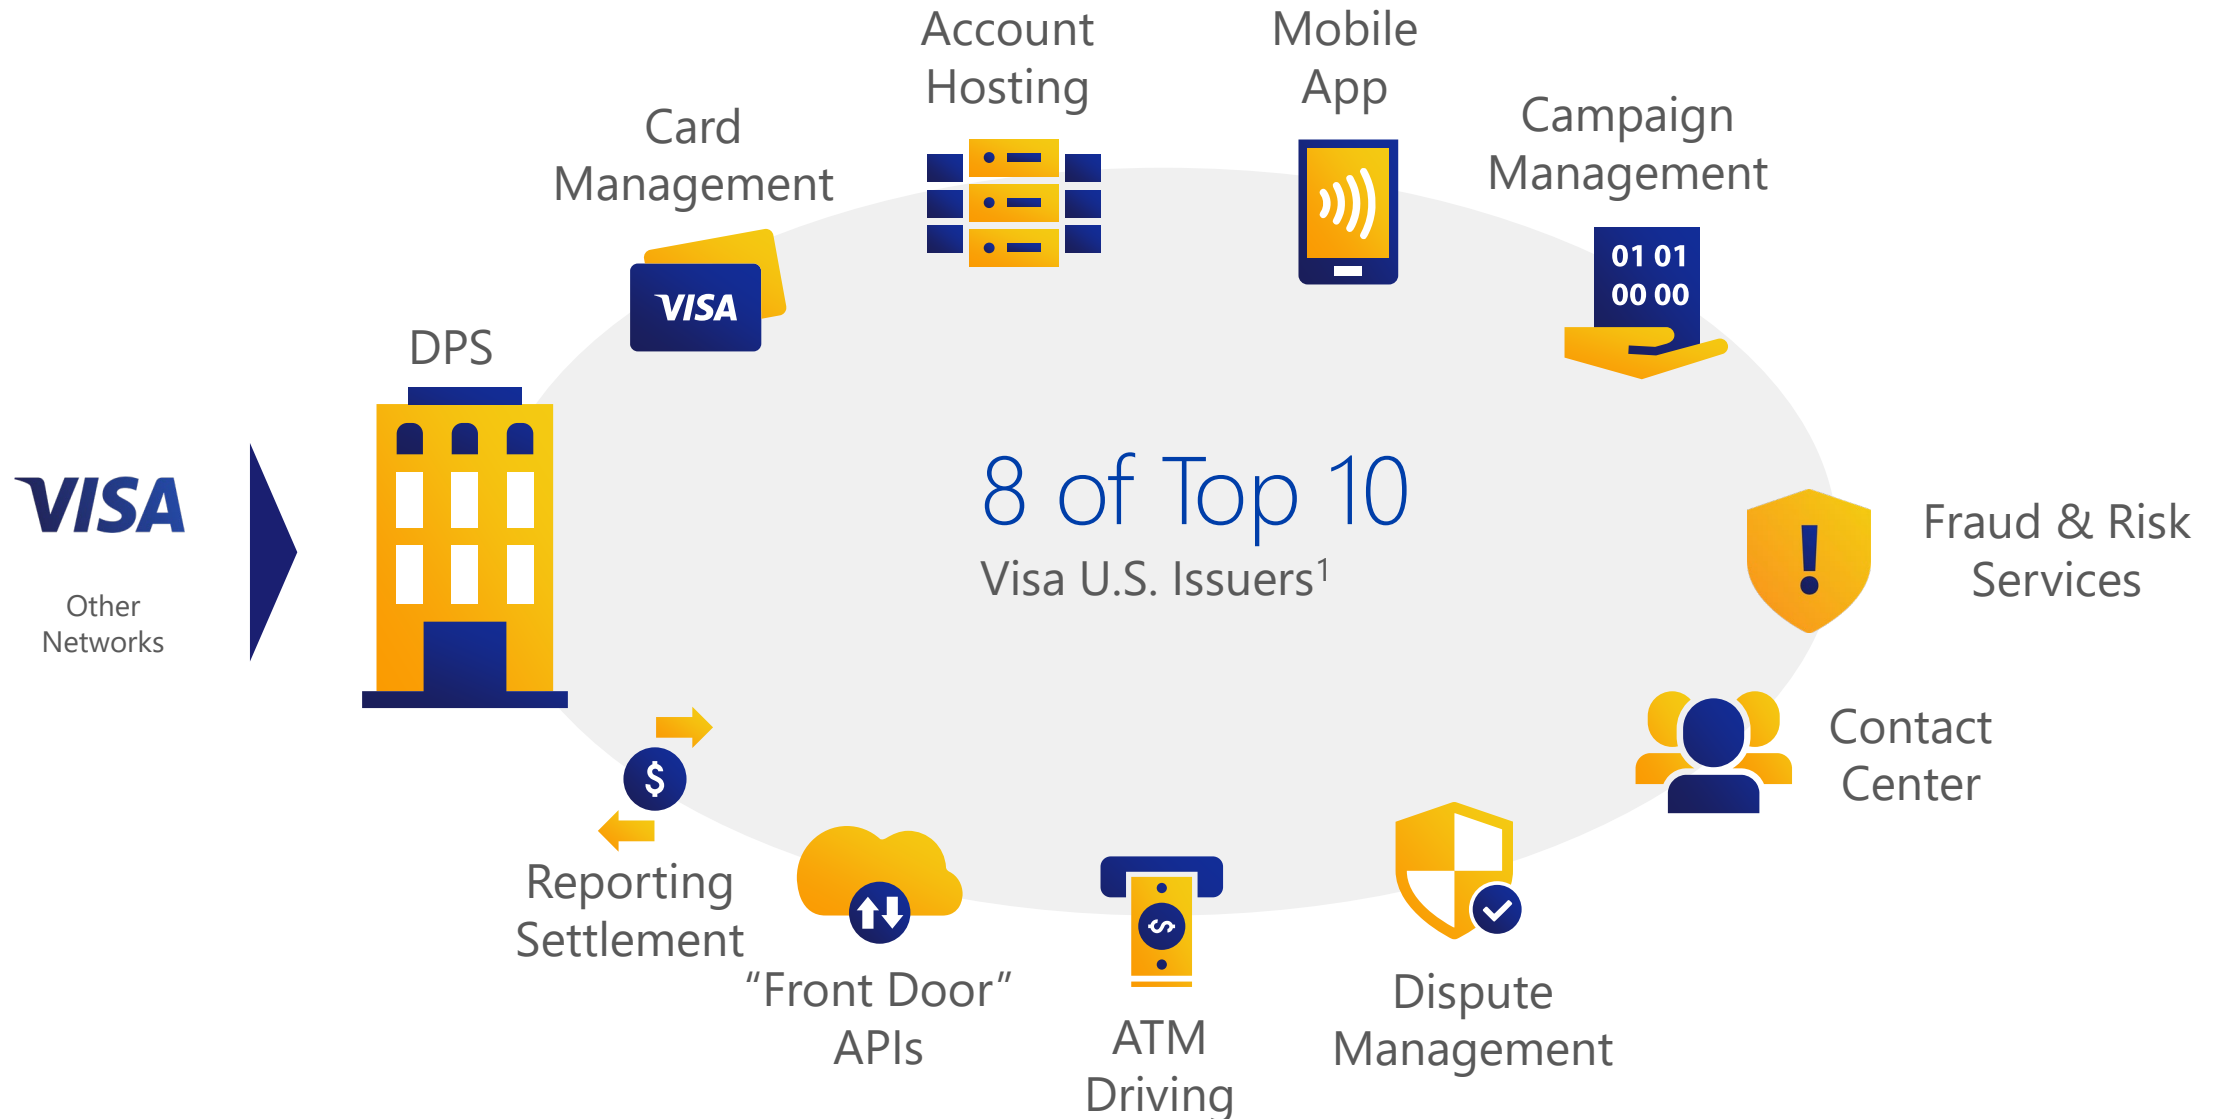 Account
Hosting
Mobile
App
Card
Management
Campaign
Management
01 01
00 00
VISA
DPS
8 of Top 10
Visa U.S. Issuers¹
VISA
Other
Networks
Fraud & Risk
Services
!
Contact
Center
$
Reporting
Settlement
“Front Door”
APIs
$
ATM
Driving
Dispute
Management